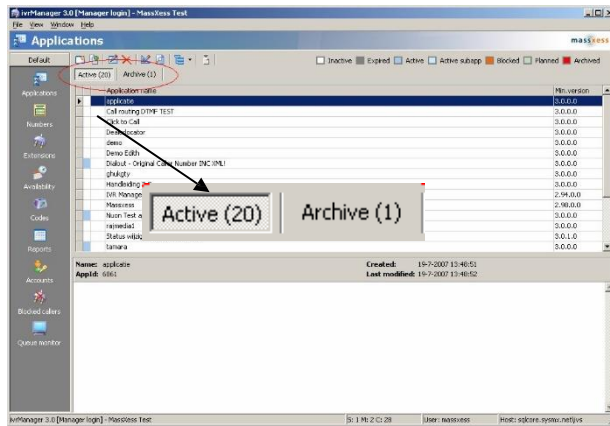 ivrManager 3.0 [Manager login] - MassXess Test
File View Window Help
Applications
massxess
Default
Inactive Expired Active Active subapp Blocked Planned Archived
Active (20) Archive (1)
Applications
Numbers
Extensions
Availability
Codes
Reports
Accounts
Blocked callers
Queue monitor
Application name Min. version
applicatie 3.0.0.0
Call routing DTMF TEST 3.0.0.0
Click to Call 3.0.0.0
3.0.0.0
demo 3.0.0.0
Demo Edith 3.0.0.0
Dialout - Original Number INC XML! 3.0.0.0
ghukgty 3.0.0.0
Handleiding 3.0.0.0
IVR Manage 2.94.0.0
Massxess 2.98.0.0
Nuon Test a 3.0.0.0
3.0.0.0
Status wijzig 3.0.1.0
tamara 3.0.0.0
Active (20) Archive (1)
Name: applicatie Created: 19-7-2007 13:48:51
AppId: 6861 Last modified: 19-7-2007 13:48:52
ivrManager 3.0 [Manager login] - MassXess Test S: 1 M: 2 C: 28 User: massxess Host: sqlcore.sysmx.net\ivs